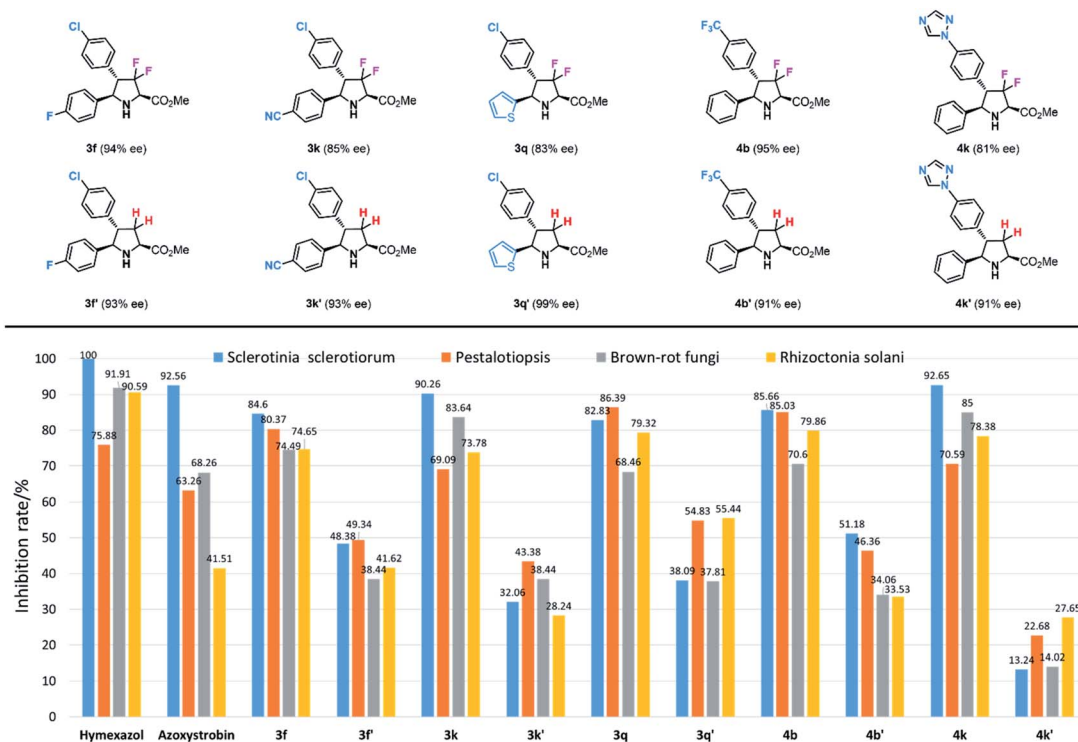 Cl
F
F
N
H
CO₂Me
F
3f (94% ee)
Cl
F
F
N
H
CO₂Me
NC
3k (85% ee)
Cl
F
F
N
H
CO₂Me
S
3q (83% ee)
F₃C
F
F
N
H
CO₂Me
4b (95% ee)
N
N
N
F
F
N
H
CO₂Me
4k (81% ee)
Cl
H
H
N
H
CO₂Me
F
3f' (93% ee)
Cl
H
H
N
H
CO₂Me
NC
3k' (93% ee)
Cl
H
H
N
H
CO₂Me
S
3q' (99% ee)
F₃C
H
H
N
H
CO₂Me
4b' (91% ee)
N
N
N
H
H
N
H
CO₂Me
4k' (91% ee)
Sclerotinia sclerotiorum
Pestalotiopsis
Brown-rot fungi
Rhizoctonia solani
Inhibition rate/%
100
90
80
70
60
50
40
30
20
10
0
100
75.88
91.91
90.59
92.56
63.26
68.26
41.51
84.6
80.37
74.49
74.65
48.38
49.34
38.44
41.62
90.26
69.09
83.64
73.78
32.06
43.38
38.44
28.24
82.83
86.39
68.46
79.32
38.09
54.83
37.81
55.44
85.66
85.03
70.6
79.86
51.18
46.36
34.06
33.53
92.65
70.59
85
78.38
13.24
22.68
14.02
27.65
Hymexazol Azoxystrobin 3f 3f' 3k 3k' 3q 3q' 4b 4b' 4k 4k'